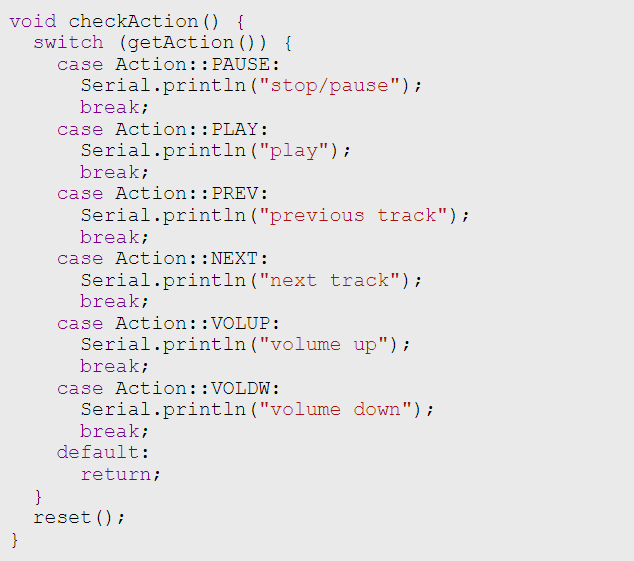 void checkAction() {
  switch (getAction()) {
    case Action::PAUSE:
      Serial.println("stop/pause");
      break;
    case Action::PLAY:
      Serial.println("play");
      break;
    case Action::PREV:
      Serial.println("previous track");
      break;
    case Action::NEXT:
      Serial.println("next track");
      break;
    case Action::VOLUP:
      Serial.println("volume up");
      break;
    case Action::VOLDW:
      Serial.println("volume down");
      break;
    default:
      return;
  }
  reset();
}